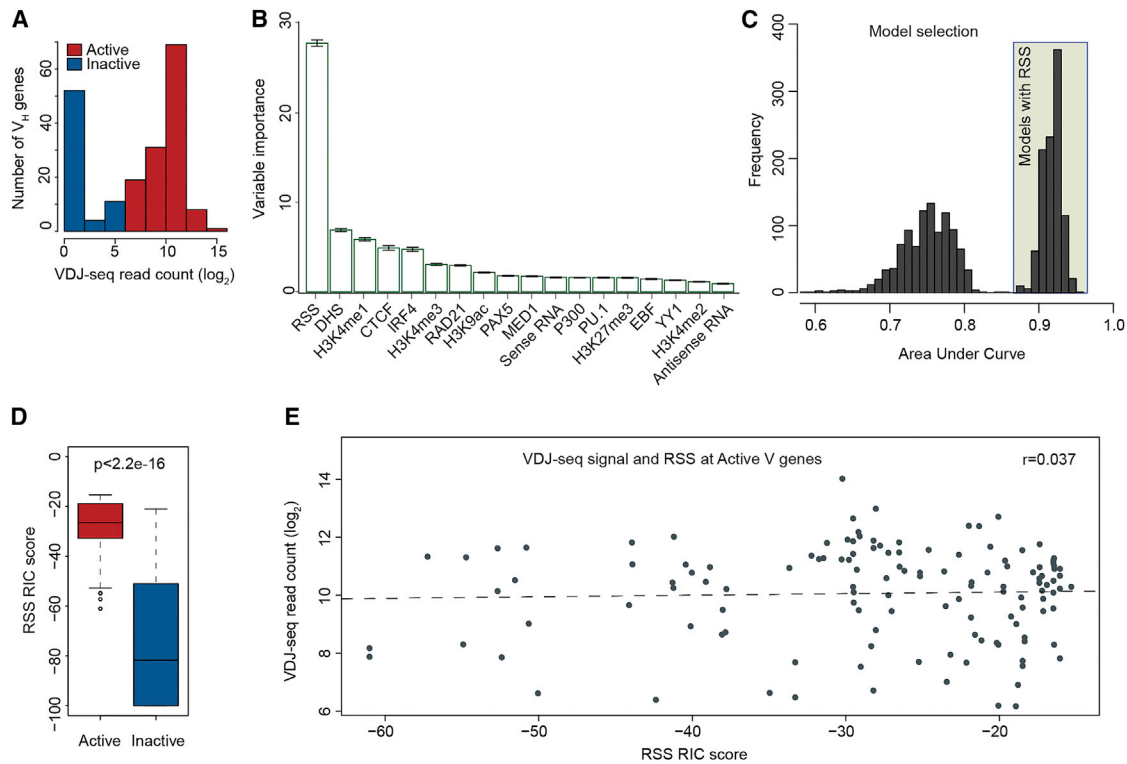 A
Active
Inactive
Number of VH genes
0
20
40
60
0
5
10
15
VDJ-seq read count (log2)
B
Variable importance
0
10
20
30
RSS
DHS
H3K4me1
CTCF
IRF4
H3K4me3
RAD21
H3K9ac
PAX5
MED1
Sense RNA
P300
PU.1
H3K27me3
EBF
YY1
H3K4me2
Antisense RNA
C
Model selection
Models with RSS
Frequency
0
100
200
300
400
0.6
0.7
0.8
0.9
1.0
Area Under Curve
D
p<2.2e-16
RSS RIC score
0
−20
−40
−60
−80
−100
Active
Inactive
E
VDJ-seq signal and RSS at Active V genes
r=0.037
VDJ-seq read count (log2)
6
8
10
12
14
−60
−50
−40
−30
−20
RSS RIC score